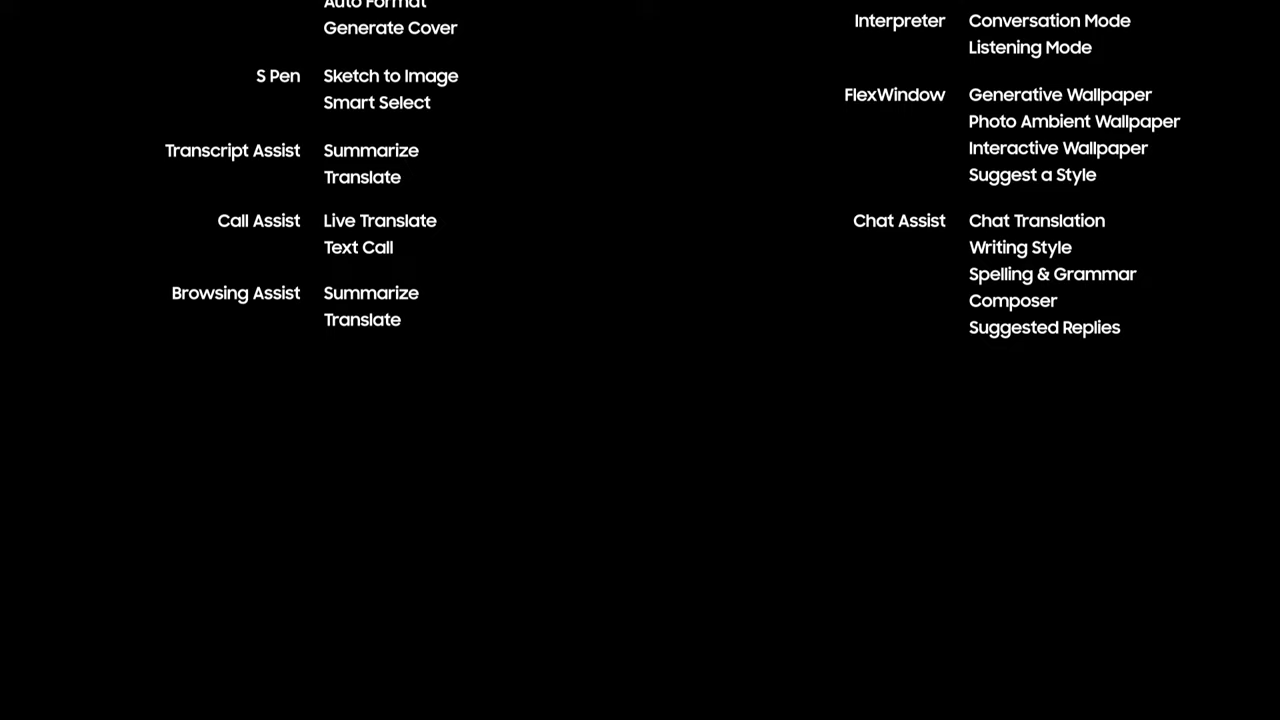 Auto Format
Generate Cover
S Pen Sketch to Image
Smart Select
Transcript Assist Summarize
Translate
Call Assist Live Translate
Text Call
Browsing Assist Summarize
Translate
Interpreter Conversation Mode
Listening Mode
FlexWindow Generative Wallpaper
Photo Ambient Wallpaper
Interactive Wallpaper
Suggest a Style
Chat Assist Chat Translation
Writing Style
Spelling & Grammar
Composer
Suggested Replies